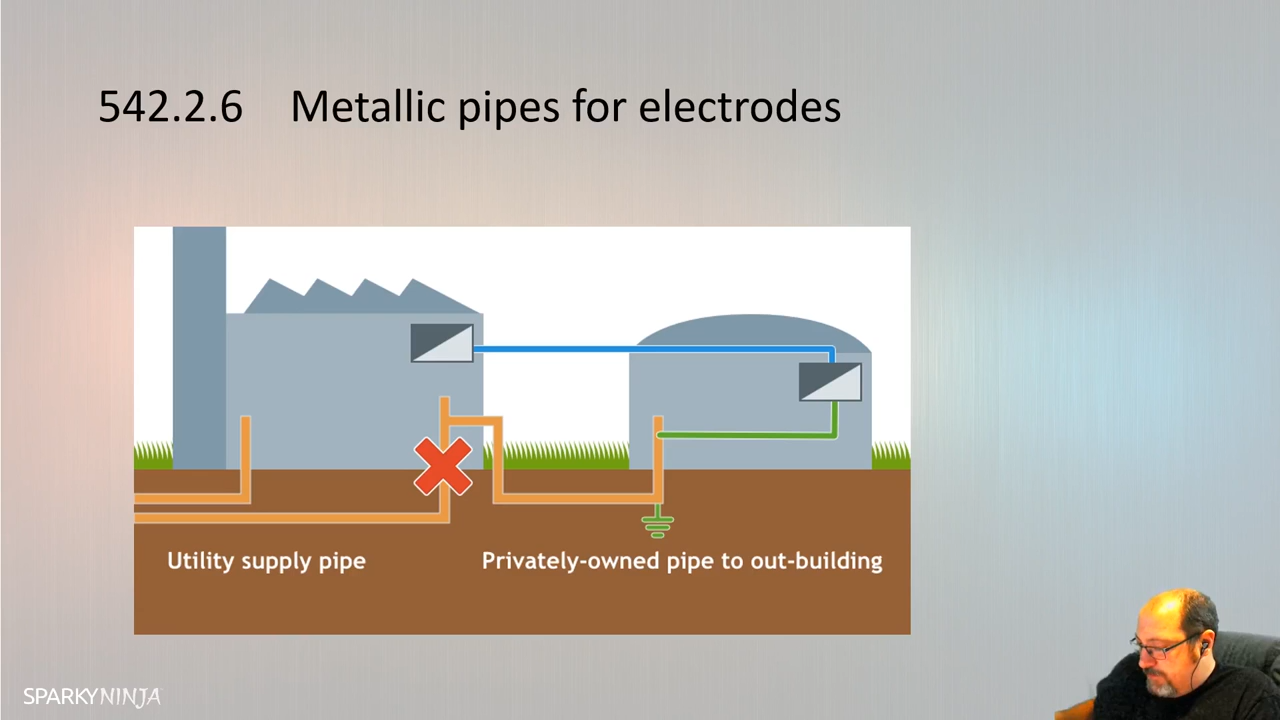 542.2.6 Metallic pipes for electrodes
Utility supply pipe
Privately-owned pipe to out-building
SPARKYNINJA